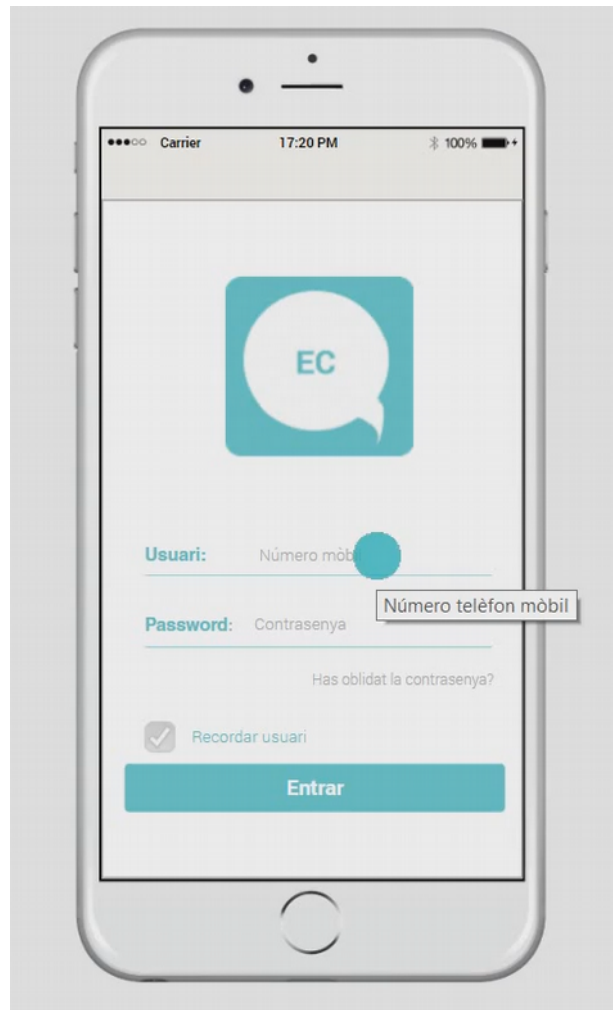 Carrier 17:20 PM 100%
EC
Usuari: Número mòb
Número telèfon mòbil
Password: Contrasenya
Has oblidat la contrasenya?
Recordar usuari
Entrar